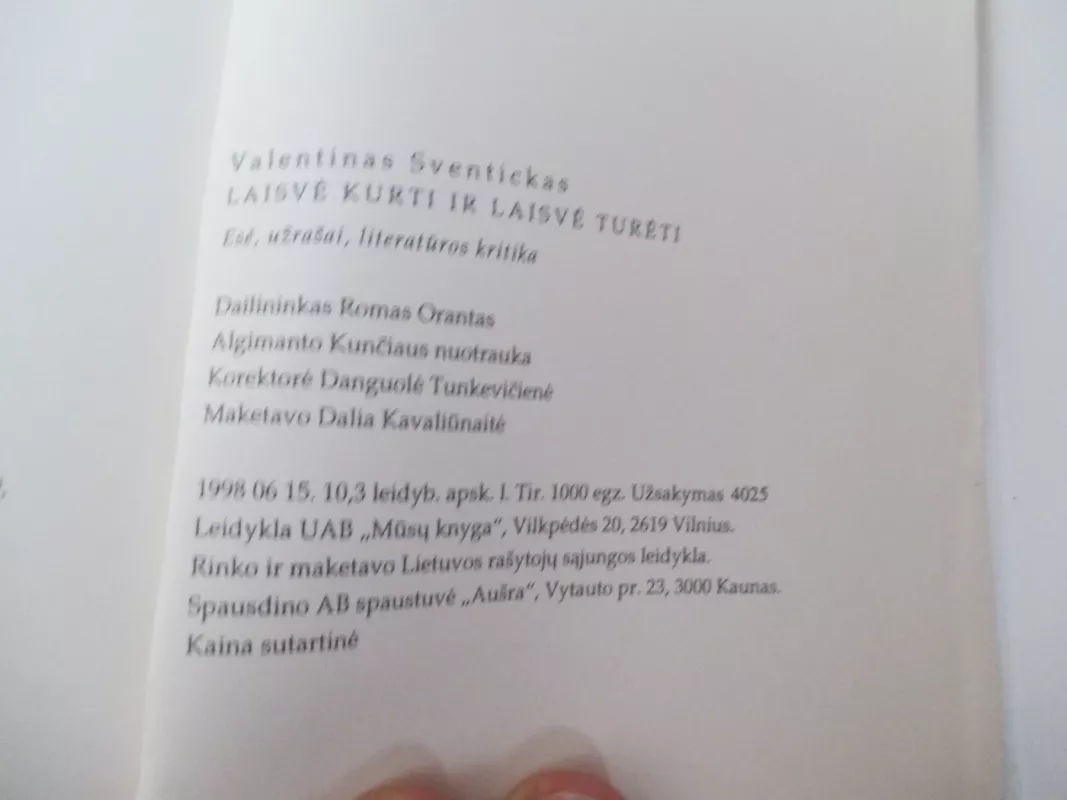 Valentinas Sventickas
LAISVĖ KURTI IR LAISVĖ TURĖTI
Esė, užrašai, literatūros kritika
Dailininkas Romas Orantas
Algimanto Kunčiaus nuotrauka
Korektorė Danguolė Tunkevičienė
Maketavo Dalia Kavaliūnaitė
1998 06 15. 10,3 leidyb. apsk. l. Tir. 1000 egz. Užsakymas 4025
Leidykla UAB „Mūsų knyga“, Vilkpėdės 20, 2619 Vilnius.
Rinko ir maketavo Lietuvos rašytojų sąjungos leidykla.
Spausdino AB spaustuvė „Aušra“, Vytauto pr. 23, 3000 Kaunas.
Kaina sutartinė